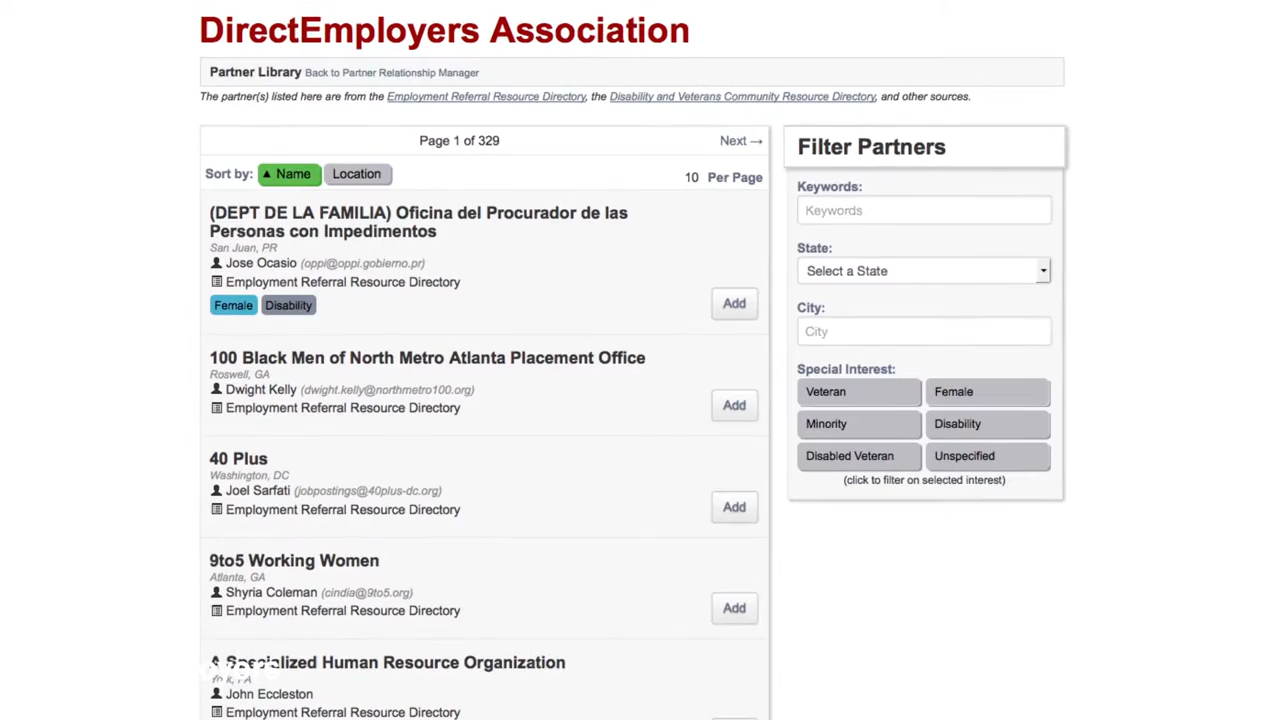 DirectEmployers Association
Partner Library Back to Partner Relationship Manager
The partner(s) listed here are from the Employment Referral Resource Directory, the Disability and Veterans Community Resource Directory, and other sources.
Page 1 of 329 Next →
Sort by: ▲ Name Location 10 Per Page
(DEPT DE LA FAMILIA) Oficina del Procurador de las
Personas con Impedimentos
San Juan, PR
Jose Ocasio (oppi@oppi.gobierno.pr)
Employment Referral Resource Directory
Female Disability Add
100 Black Men of North Metro Atlanta Placement Office
Roswell, GA
Dwight Kelly (dwight.kelly@northmetro100.org)
Employment Referral Resource Directory
Add
40 Plus
Washington, DC
Joel Sarfati (jobpostings@40plus-dc.org)
Employment Referral Resource Directory
Add
9to5 Working Women
Atlanta, GA
Shyria Coleman (cindia@9to5.org)
Employment Referral Resource Directory
Add
A Specialized Human Resource Organization
John Eccleston
Employment Referral Resource Directory
Filter Partners
Keywords:
Keywords
State:
Select a State
City:
City
Special Interest:
Veteran Female
Minority Disability
Disabled Veteran Unspecified
(click to filter on selected interest)